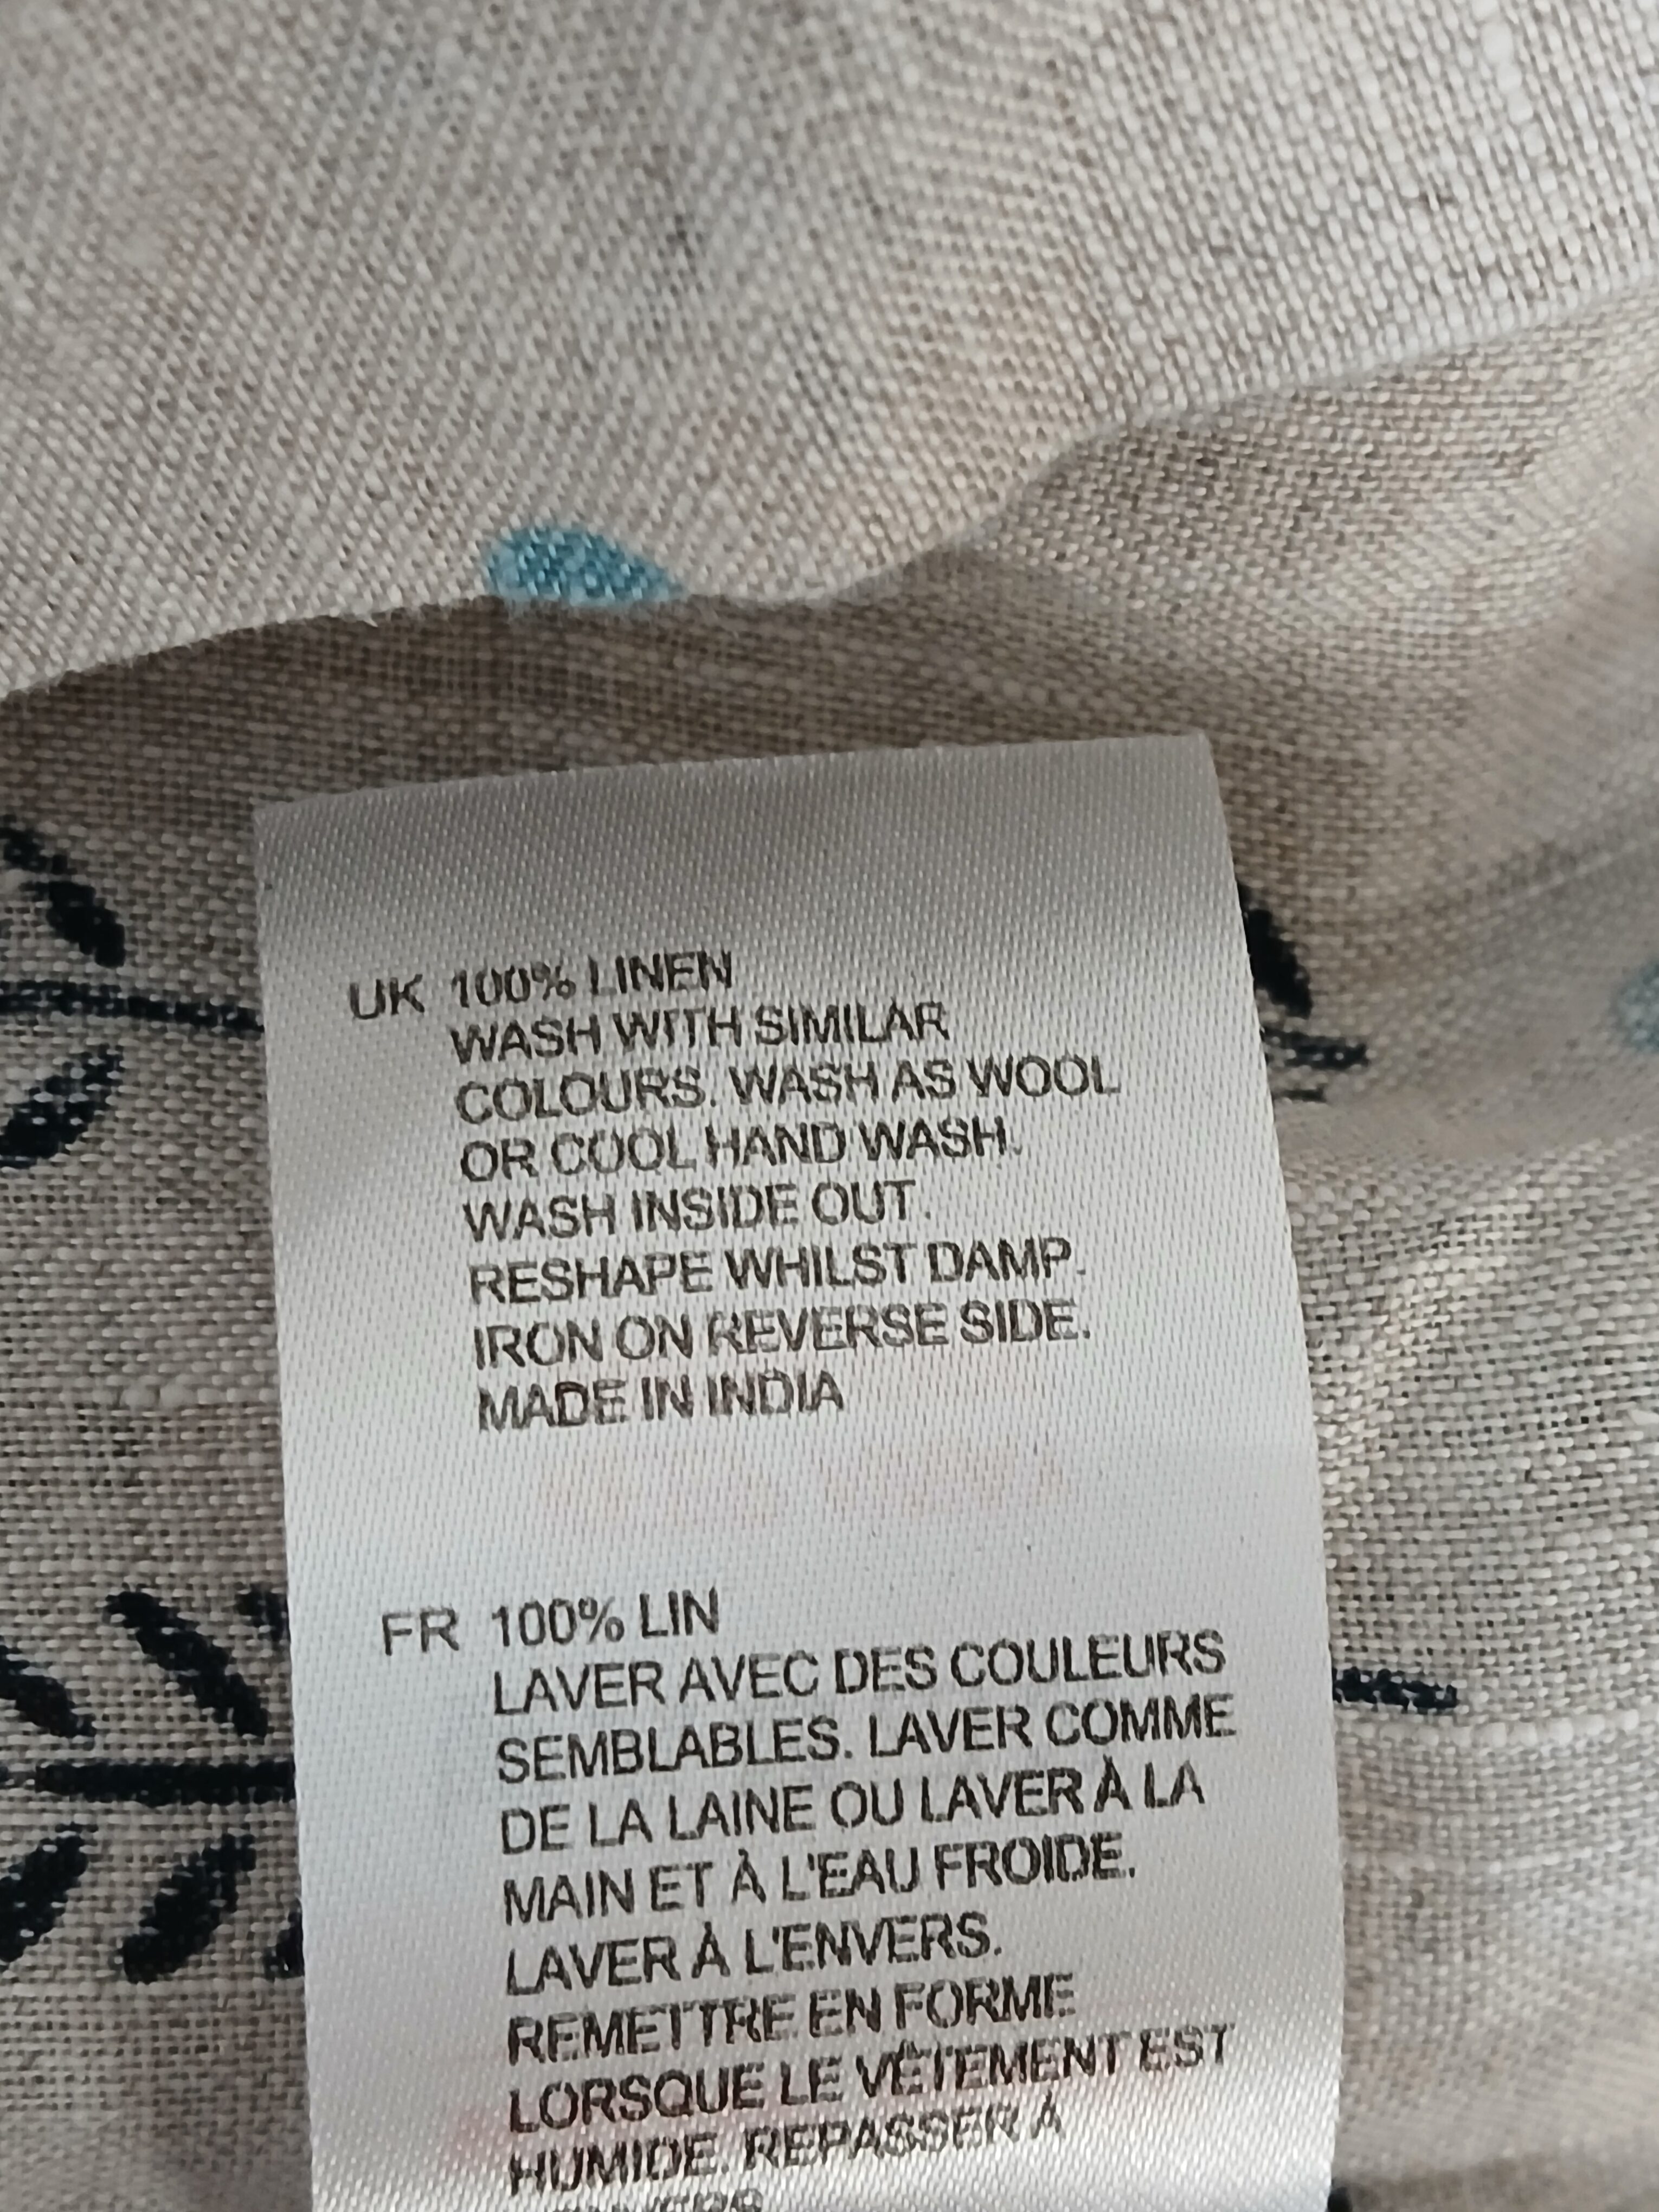 UK 100% LINEN
WASH WITH SIMILAR
COLOURS. WASH AS WOOL
OR COOL HAND WASH.
WASH INSIDE OUT.
RESHAPE WHILST DAMP.
IRON ON REVERSE SIDE.
MADE IN INDIA
FR 100% LIN
LAVER AVEC DES COULEURS
SEMBLABLES. LAVER COMME
DE LA LAINE OU LAVER À LA
MAIN ET À L'EAU FROIDE.
LAVER À L'ENVERS.
REMETTRE EN FORME
LORSQUE LE VÊTEMENT EST
HUMIDE. REPASSER À